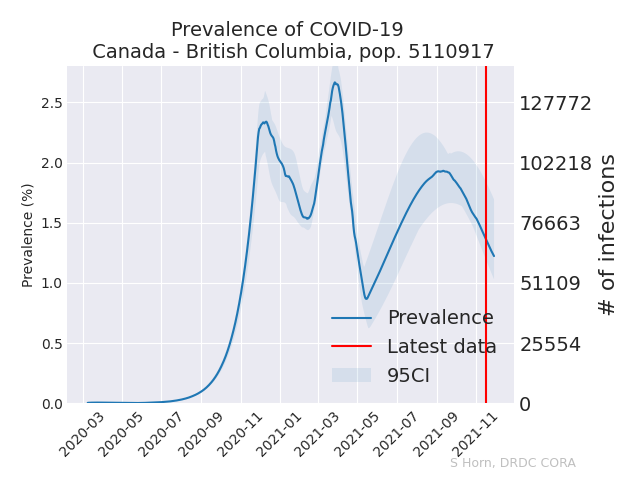 Prevalence of COVID-19
Canada - British Columbia, pop. 5110917
2.5
2.0
1.5
1.0
0.5
0.0
Prevalence (%)
127772
102218
76663
51109
25554
0
# of infections
Prevalence
Latest data
95CI
2020-03
2020-05
2020-07
2020-09
2020-11
2021-01
2021-03
2021-05
2021-07
2021-09
2021-11
S Horn, DRDC CORA